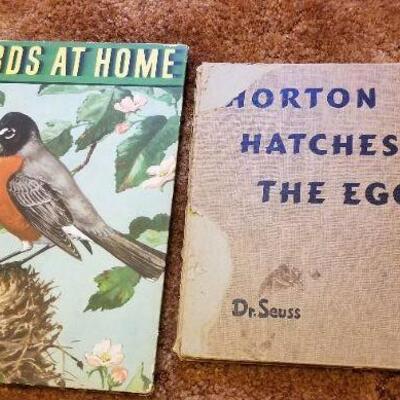 RDS AT HOME
HORTON
HATCHES
THE EGG
Dr. Seuss